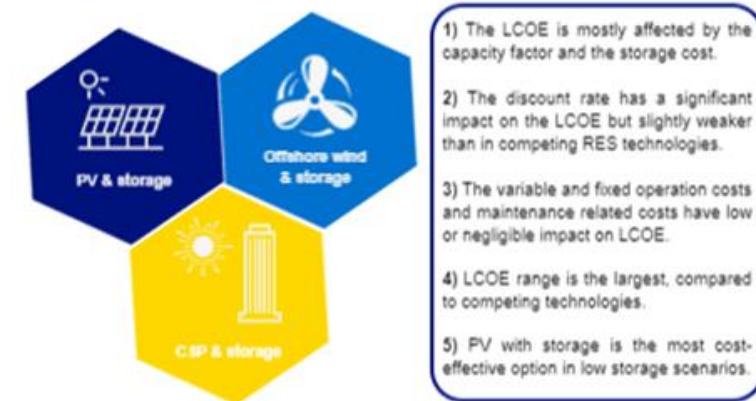 PV & storage
Offshore wind
& storage
CSP & storage
1) The LCOE is mostly affected by the
capacity factor and the storage cost.
2) The discount rate has a significant
impact on the LCOE but slightly weaker
than in competing RES technologies.
3) The variable and fixed operation costs
and maintenance related costs have low
or negligible impact on LCOE.
4) LCOE range is the largest, compared
to competing technologies.
5) PV with storage is the most cost-
effective option in low storage scenarios.